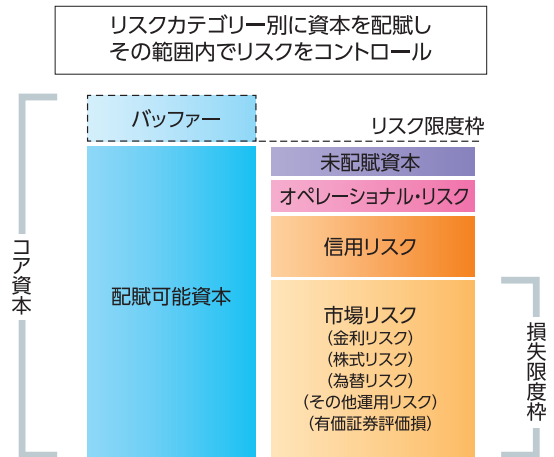 リスクカテゴリー別に資本を配賦し
その範囲内でリスクをコントロール
バッファー
リスク限度枠
未配賦資本
オペレーショナル・リスク
信用リスク
配賦可能資本
コア資本
市場リスク
(金利リスク)
(株式リスク)
(為替リスク)
(その他運用リスク)
(有価証券評価損)
損失限度枠